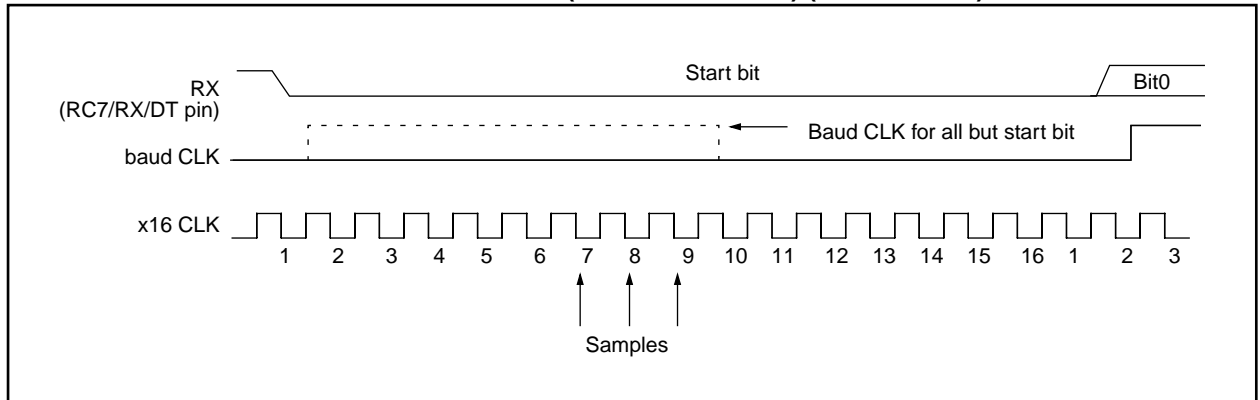 Start bit
RX
(RC7/RX/DT pin)
Bit0
Baud CLK for all but start bit
baud CLK
x16 CLK
1 2 3 4 5 6 7 8 9 10 11 12 13 14 15 16 1 2 3
Samples